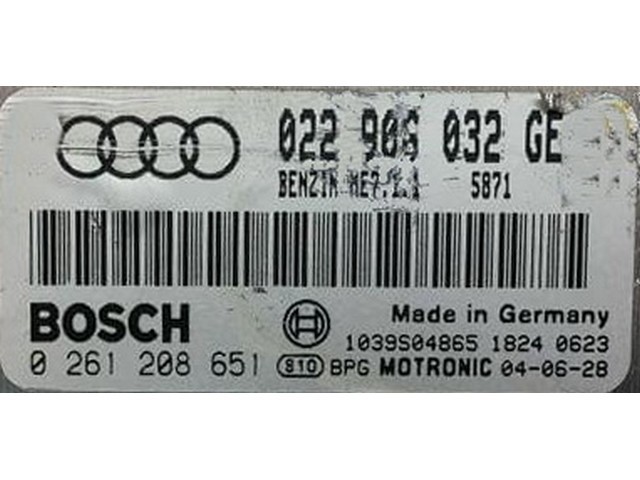 022 906 032 GE
BENZIN ME7.1.1 5871
BOSCH
Made in Germany
1039S04865 1824 0623
0 261 208 651 S10 BPG MOTRONIC 04-06-28